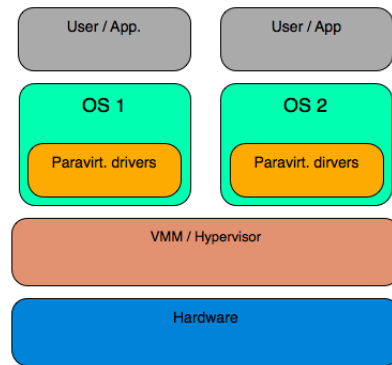 User / App.
User / App
OS 1
OS 2
Paravirt. drivers
Paravirt. dirvers
VMM / Hypervisor
Hardware